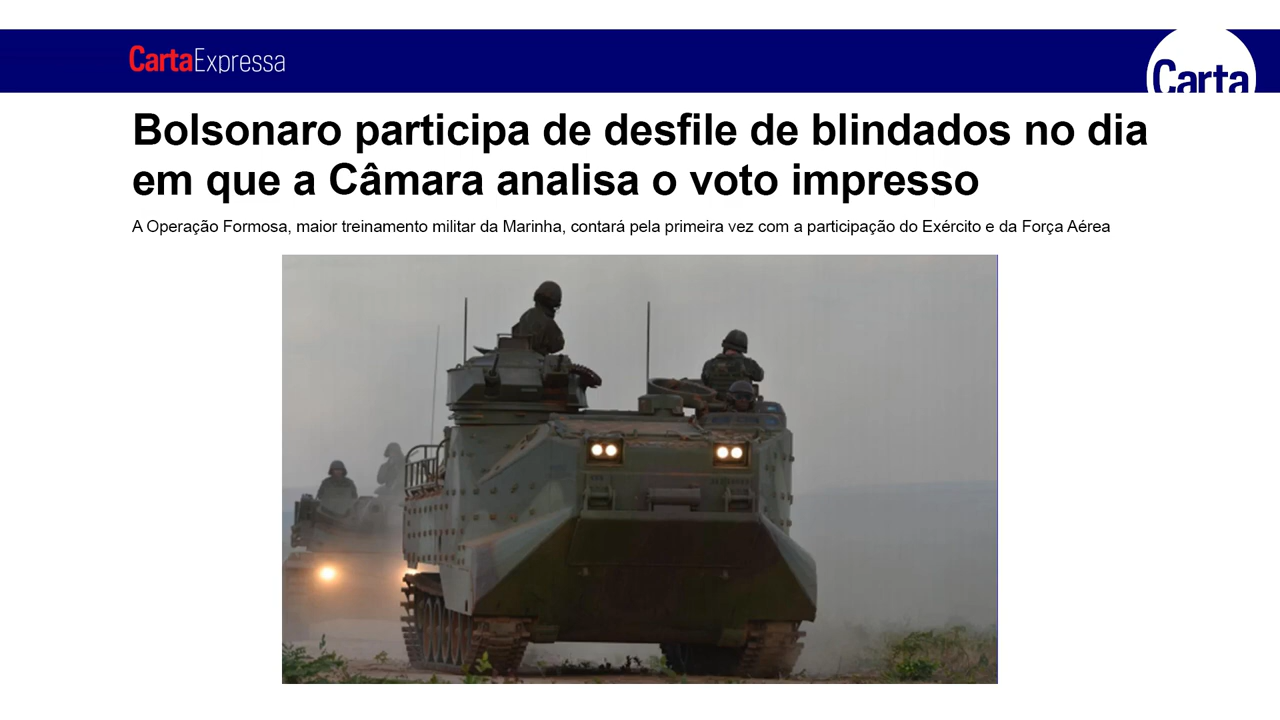 CartaExpressa
Carta
Bolsonaro participa de desfile de blindados no dia
em que a Câmara analisa o voto impresso
A Operação Formosa, maior treinamento militar da Marinha, contará pela primeira vez com a participação do Exército e da Força Aérea